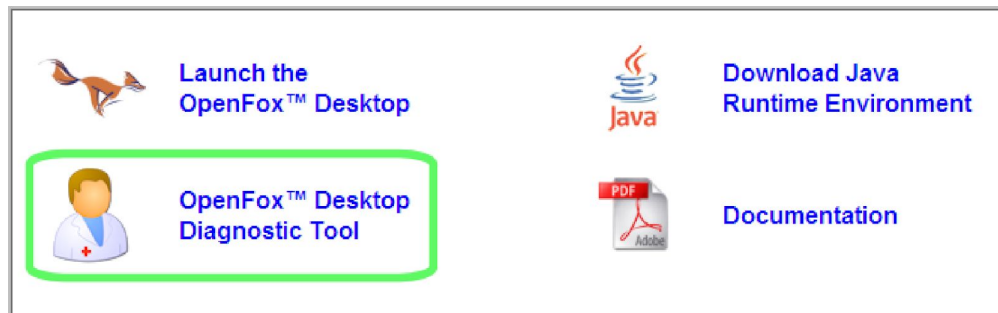 Launch the
OpenFox™ Desktop
Java
Download Java
Runtime Environment
OpenFox™ Desktop
Diagnostic Tool
PDF
Adobe
Documentation